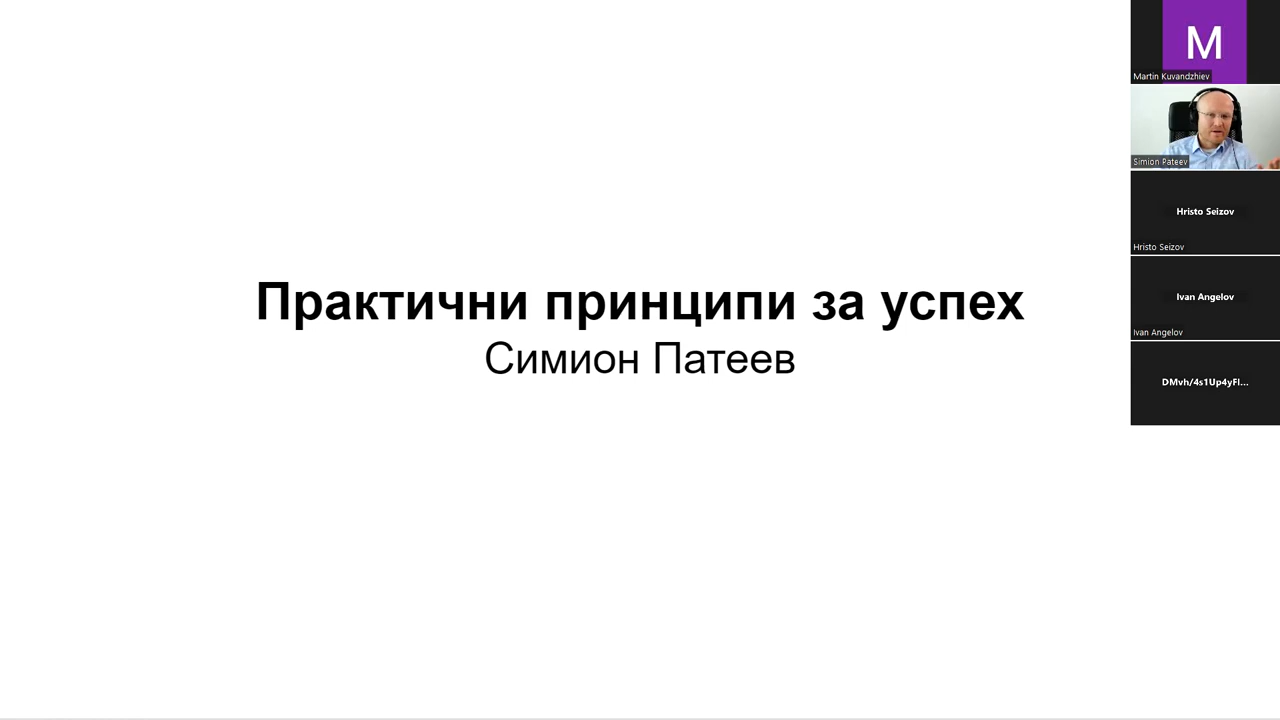 Практични принципи за успех
Симион Патеев
M
Martin Kuvandzhiev
Simion Pateev
Hristo Seizov
Hristo Seizov
Ivan Angelov
Ivan Angelov
DMvh/4s1Up4yFl...